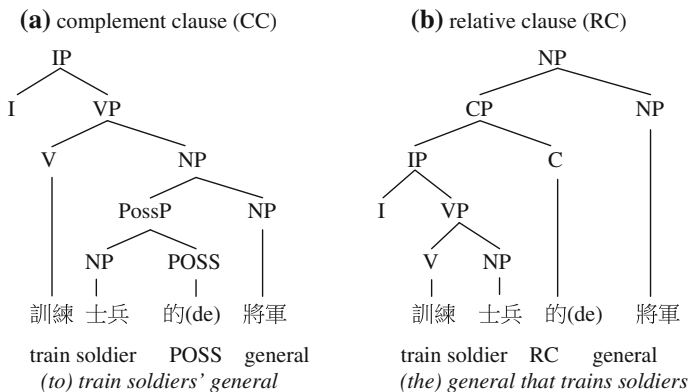 (a) complement clause (CC) (b) relative clause (RC)
IP NP
I VP CP NP
V NP IP C
PossP NP I VP
NP POSS V NP
訓練 士兵 的(de) 將軍 訓練 士兵 的(de) 將軍
train soldier POSS general train soldier RC general
(to) train soldiers' general (the) general that trains soldiers